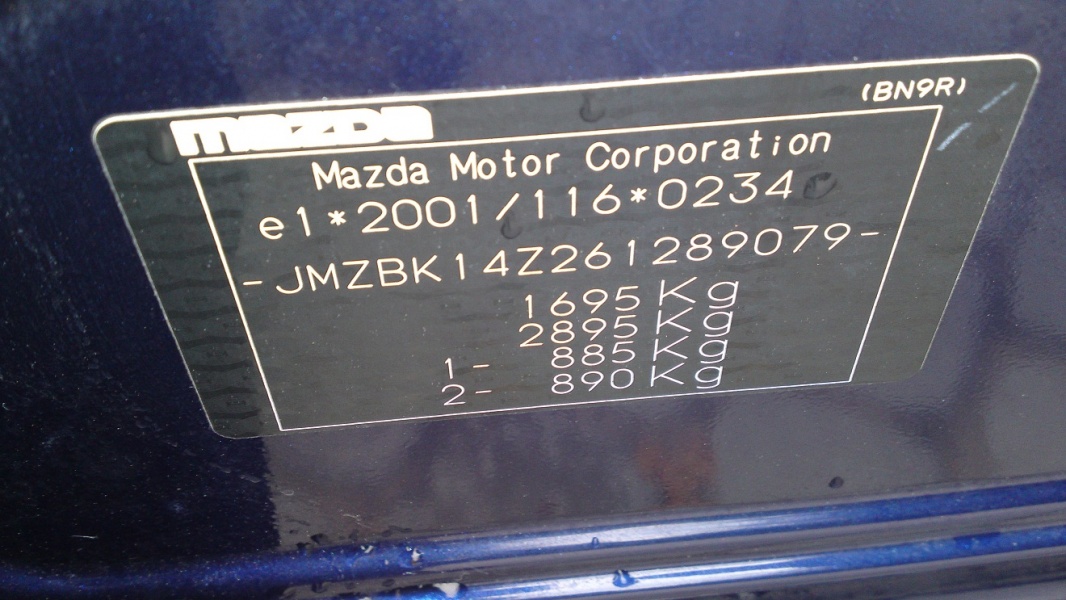 mazda
(BN9R)
Mazda Motor Corporation
e1*2001/116*0234
-JMZBK14Z261289079-
1695 Kg
2895 Kg
1- 885 Kg
2- 890 Kg